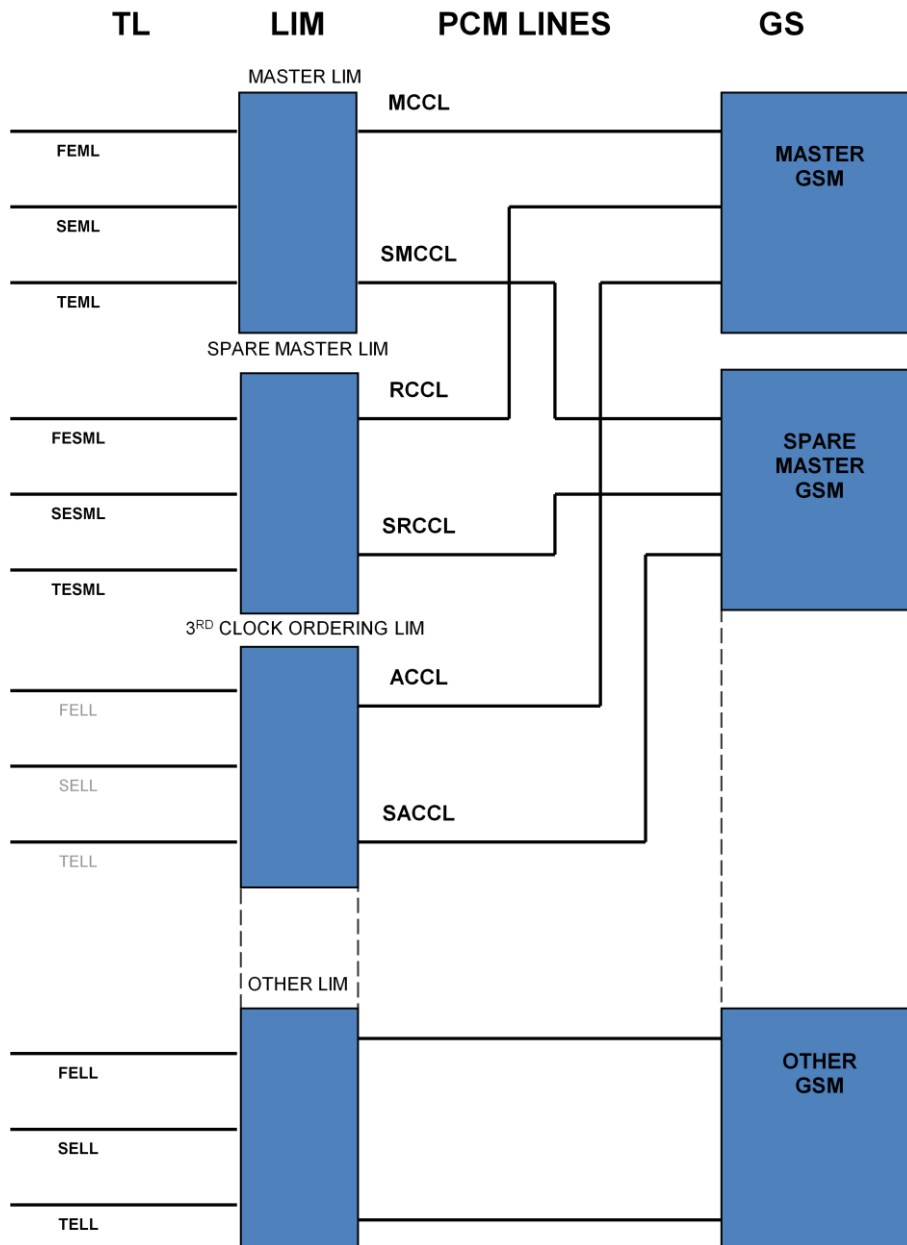 TL LIM PCM LINES GS
MASTER LIM
MCCL
FEML
MASTER
GSM
SEML
SMCCL
TEML
SPARE MASTER LIM
RCCL
FESML
SPARE
MASTER
GSM
SESML
SRCCL
TESML
3RD CLOCK ORDERING LIM
ACCL
FELL
SELL
SACCL
TELL
OTHER LIM
FELL
OTHER
GSM
SELL
TELL